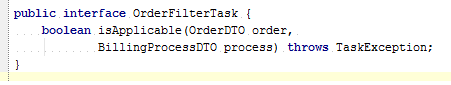 public interface OrderFilterTask {
boolean isApplicable(OrderDTO order,
BillingProcessDTO process) throws TaskException;
}